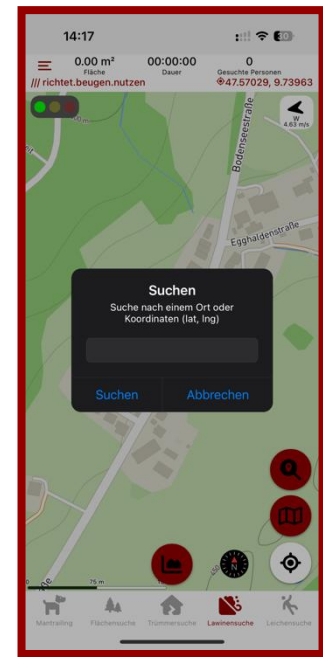 14:17
30
0.00 m² 00:00:00 0
Fläche Dauer Gesuchte Personen
/// richtet.beugen.nutzen 47.57029, 9.73963
W
4.63 m/s
Bodenseestraße
Egghaldenstraße
Suchen
Suche nach einem Ort oder
Koordinaten (lat, lng)
Suchen Abbrechen
N
75 m
Mantrailing Flächensuche Trümmersuche Lawinensuche Leichensuche